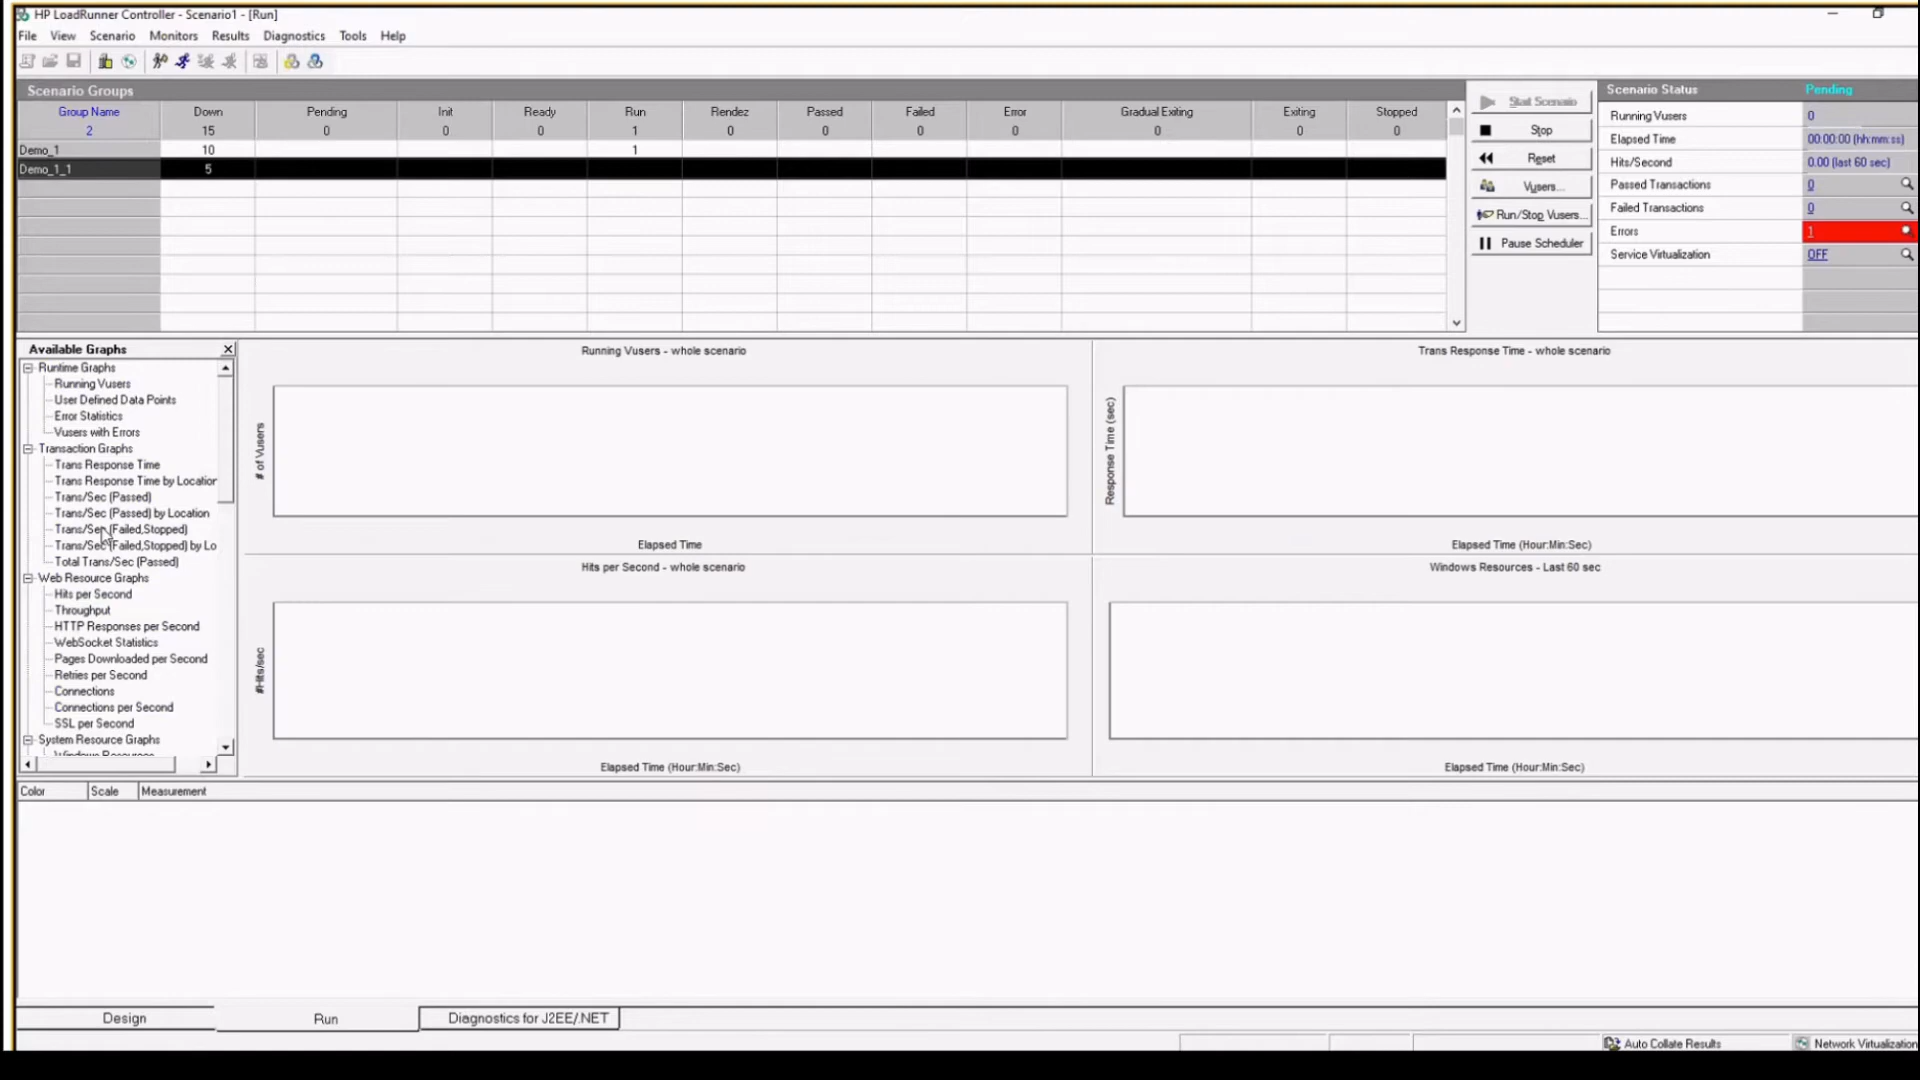 HP LoadRunner Controller - Scenario1 - [Run]
File View Scenario Monitors Results Diagnostics Tools Help
Scenario Groups
Group Name Down Pending Init Ready Run Rendez Passed Failed Error Gradual Exiting Exiting Stopped
2 15 0 0 0 1 0 0 0 0 0 0 0
Demo_1 10 1
Demo_1_1 5
Start Scenario
Stop
Reset
Vusers...
Run/Stop Vusers...
Pause Scheduler
Scenario Status Pending
Running Vusers 0
Elapsed Time 00:00:00 (hh:mm:ss)
Hits/Second 0.00 (last 60 sec)
Passed Transactions 0
Failed Transactions 0
Errors 1
Service Virtualization OFF
Available Graphs
Runtime Graphs
Running Vusers
User Defined Data Points
Error Statistics
Vusers with Errors
Transaction Graphs
Trans Response Time
Trans Response Time by Location
Trans/Sec (Passed)
Trans/Sec (Passed) by Location
Trans/Sec (Failed,Stopped)
Trans/Sec (Failed,Stopped) by Lo
Total Trans/Sec (Passed)
Web Resource Graphs
Hits per Second
Throughput
HTTP Responses per Second
WebSocket Statistics
Pages Downloaded per Second
Retries per Second
Connections
Connections per Second
SSL per Second
System Resource Graphs
Windows Resources
Running Vusers - whole scenario
# of Vusers
Elapsed Time
Trans Response Time - whole scenario
Response Time (sec)
Elapsed Time (Hour:Min:Sec)
Hits per Second - whole scenario
#Hits/sec
Elapsed Time (Hour:Min:Sec)
Windows Resources - Last 60 sec
Elapsed Time (Hour:Min:Sec)
Color Scale Measurement
Design Run Diagnostics for J2EE/.NET
Auto Collate Results Network Virtualization